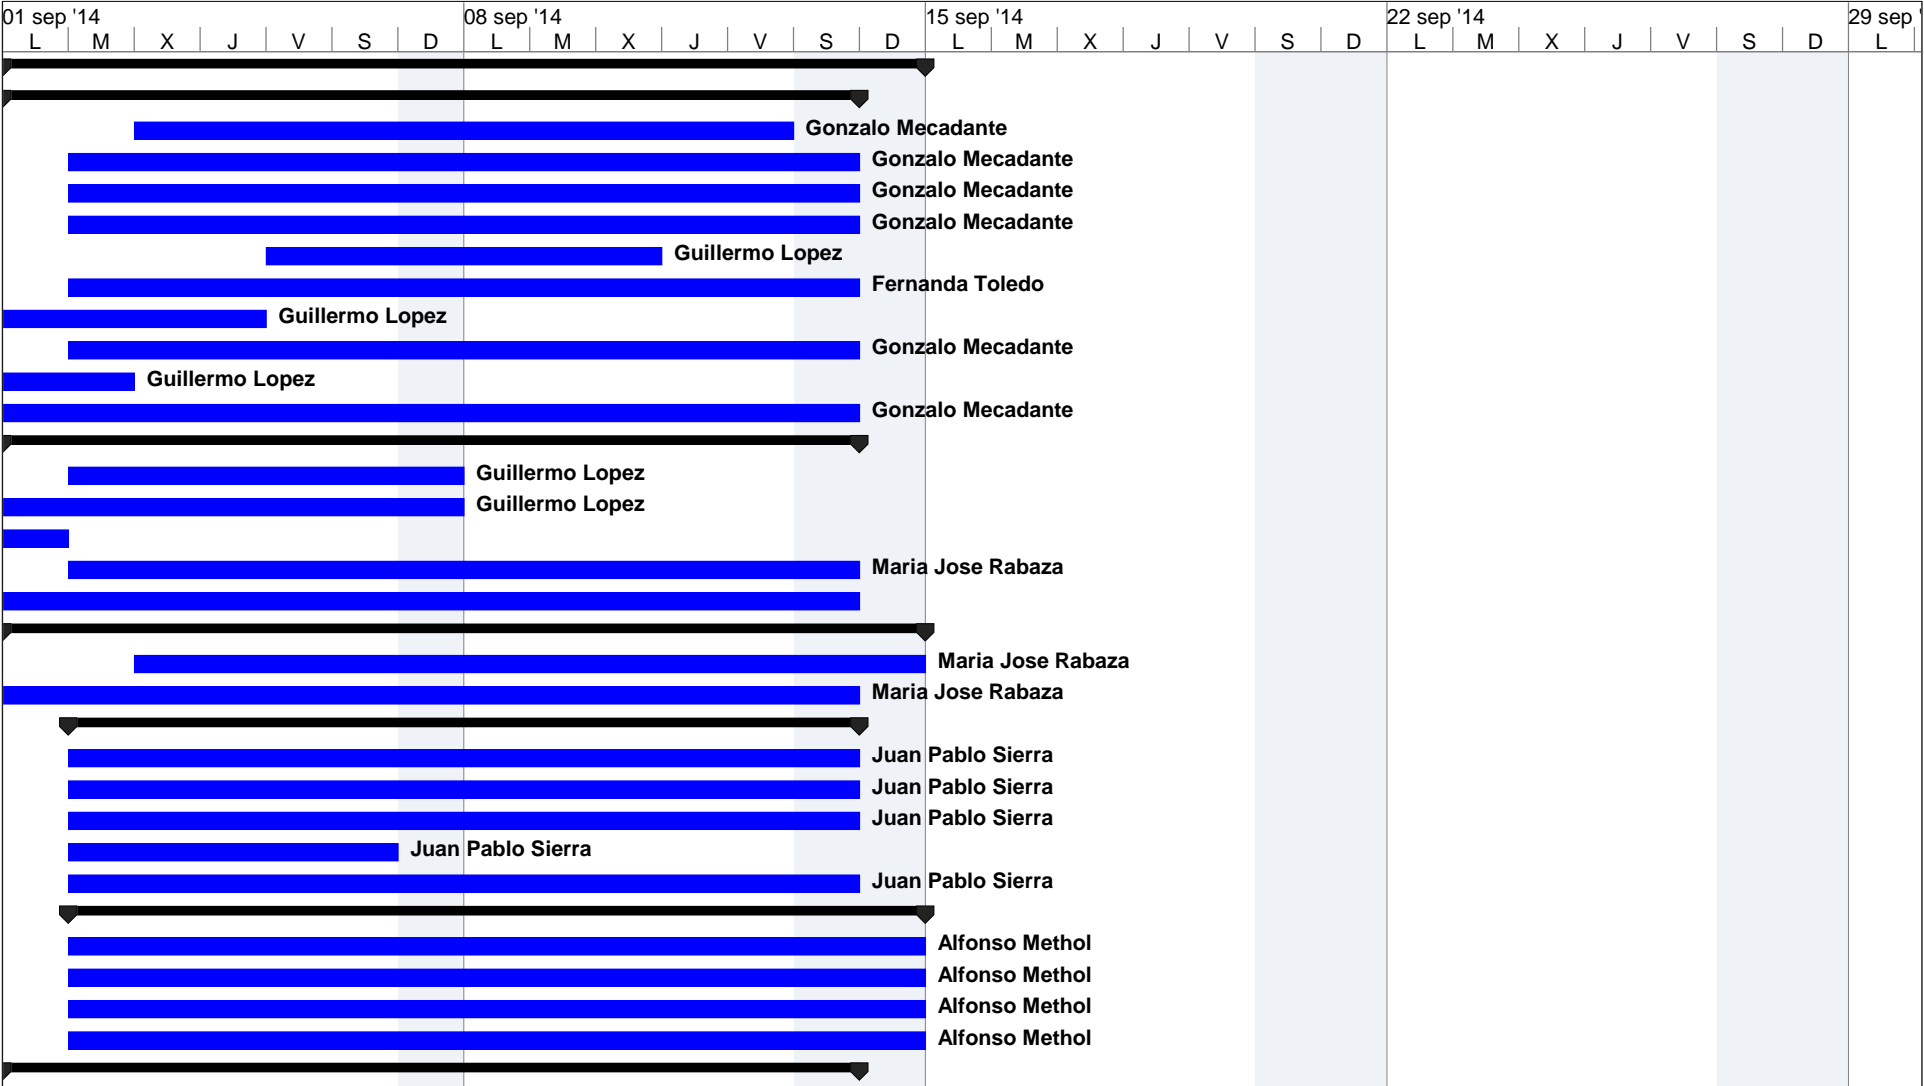 01 sep '14 08 sep '14 15 sep '14 22 sep '14 29 sep '
L M X J V S D L M X J V S D L M X J V S D L M X J V S D L
Gonzalo Mecadante
Gonzalo Mecadante
Gonzalo Mecadante
Gonzalo Mecadante
Guillermo Lopez
Fernanda Toledo
Guillermo Lopez
Gonzalo Mecadante
Guillermo Lopez
Gonzalo Mecadante
Guillermo Lopez
Guillermo Lopez
Maria Jose Rabaza
Maria Jose Rabaza
Maria Jose Rabaza
Juan Pablo Sierra
Juan Pablo Sierra
Juan Pablo Sierra
Juan Pablo Sierra
Juan Pablo Sierra
Alfonso Methol
Alfonso Methol
Alfonso Methol
Alfonso Methol